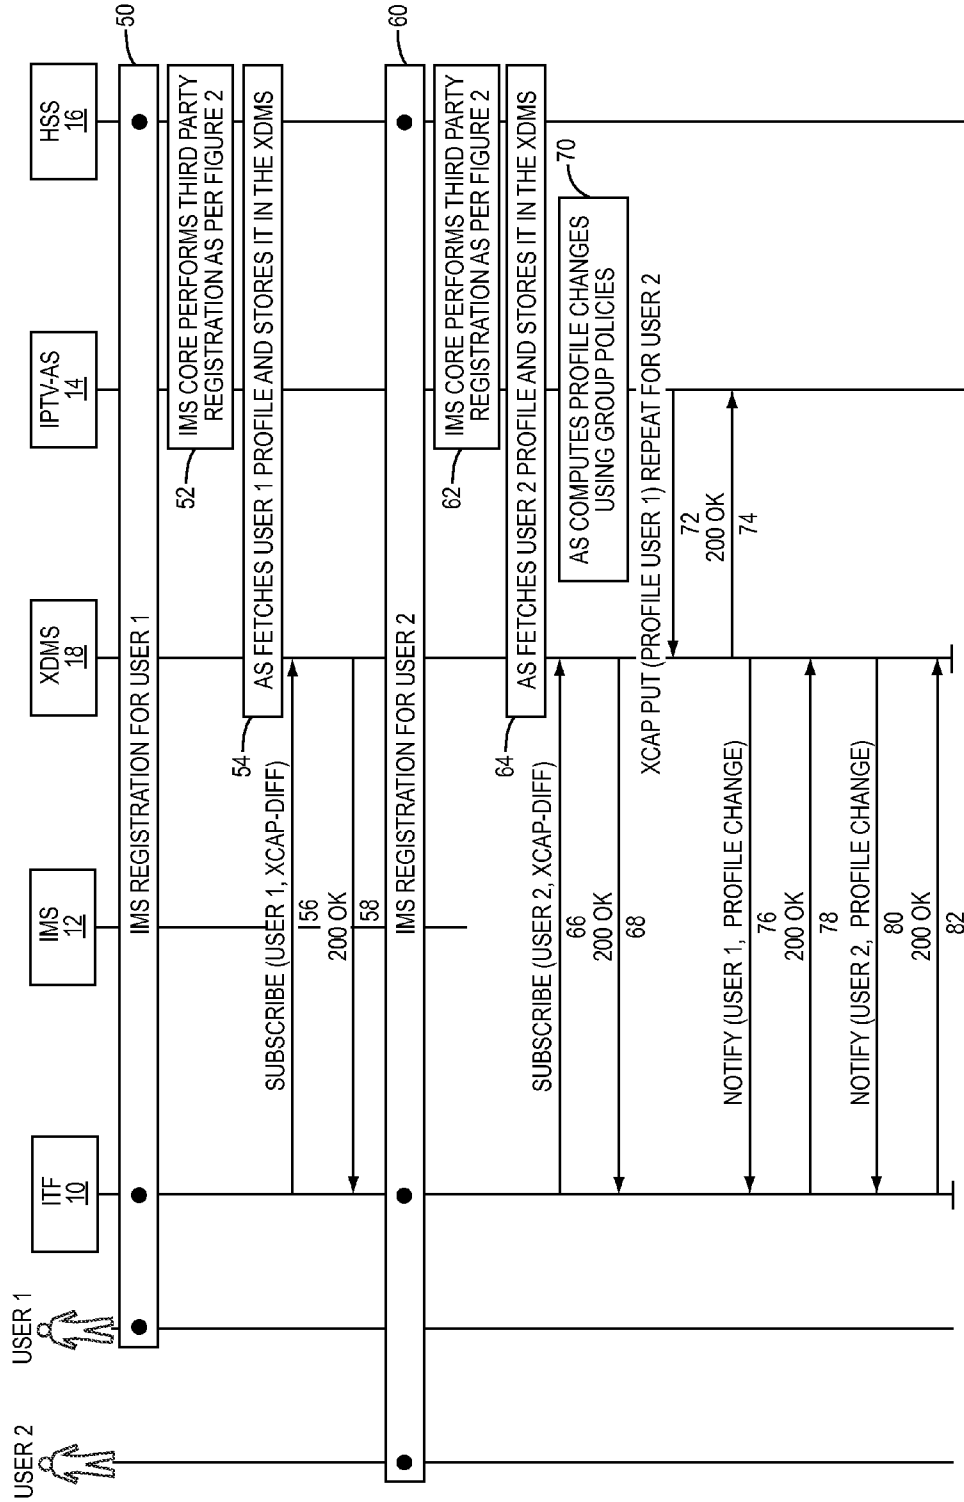 USER 2
USER 1
ITF
10
IMS
12
XDMS
18
IPTV-AS
14
HSS
16
IMS REGISTRATION FOR USER 1
50
IMS CORE PERFORMS THIRD PARTY
REGISTRATION AS PER FIGURE 2
52
AS FETCHES USER 1 PROFILE AND STORES IT IN THE XDMS
54
SUBSCRIBE (USER 1, XCAP-DIFF)
56
200 OK
58
IMS REGISTRATION FOR USER 2
60
IMS CORE PERFORMS THIRD PARTY
REGISTRATION AS PER FIGURE 2
62
AS FETCHES USER 2 PROFILE AND STORES IT IN THE XDMS
64
SUBSCRIBE (USER 2, XCAP-DIFF)
66
200 OK
68
AS COMPUTES PROFILE CHANGES
USING GROUP POLICIES
70
XCAP PUT (PROFILE USER 1) REPEAT FOR USER 2
72
200 OK
74
NOTIFY (USER 1, PROFILE CHANGE)
76
200 OK
78
NOTIFY (USER 2, PROFILE CHANGE)
80
200 OK
82